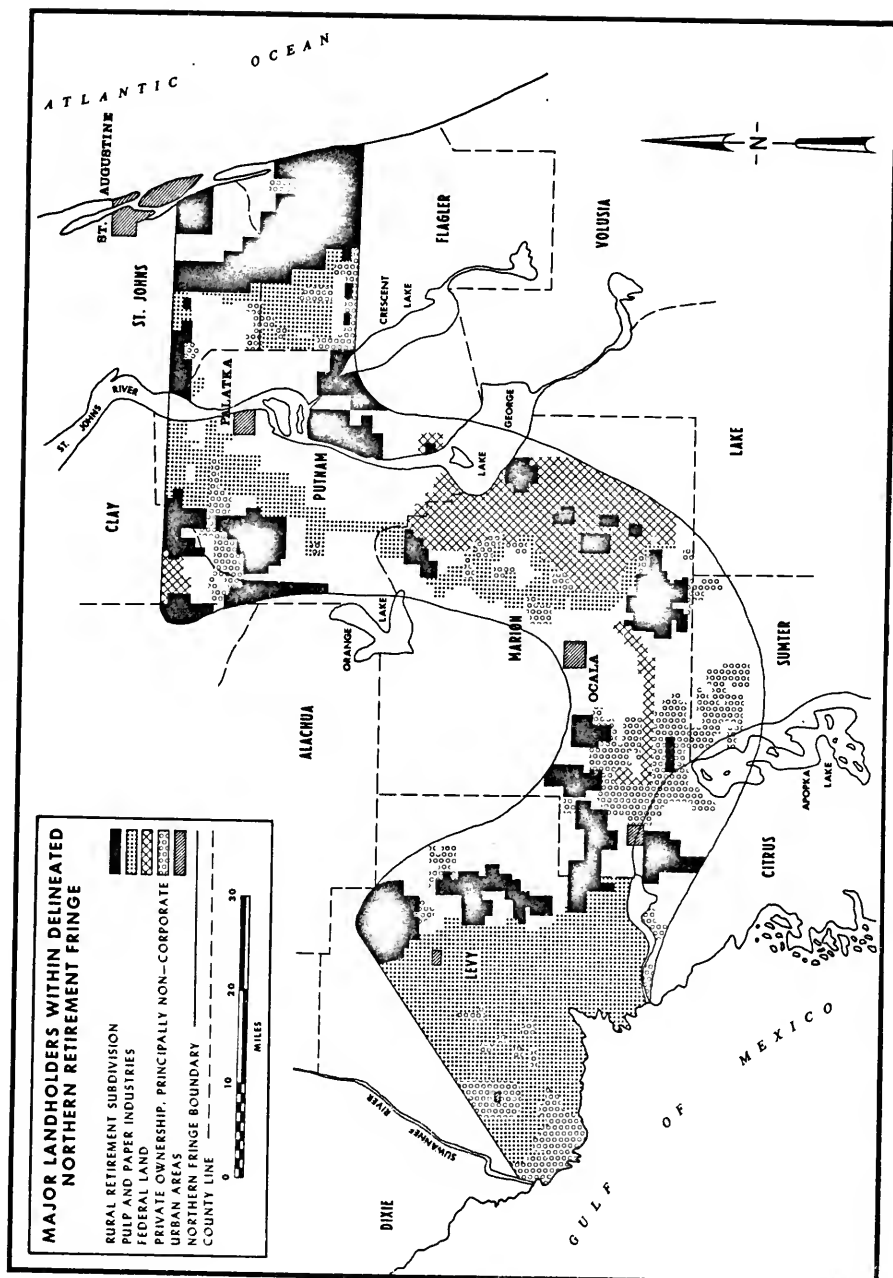 MAJOR LANDHOLDERS WITHIN DELINEATED
NORTHERN RETIREMENT FRINGE
RURAL RETIREMENT SUBDIVISION
PULP AND PAPER INDUSTRIES
FEDERAL LAND
PRIVATE OWNERSHIP, PRINCIPALLY NON-CORPORATE
URBAN AREAS
NORTHERN FRINGE BOUNDARY
COUNTY LINE
0 10 20 30
MILES
ATLANTIC OCEAN
ST. AUGUSTINE
ST. JOHNS
ST. JOHNS RIVER
CLAY
PALATKA
PUTNAM
CRESCENT
LAKE
FLAGLER
VOLUSIA
LAKE
GEORGE
ALACHUA
ORANGE
LAKE
MARION
OCALA
LAKE
SUMTER
LEVY
DIXIE
SUWANNEE
RIVER
CITRUS
APOPKA
LAKE
GULF OF MEXICO
-N-